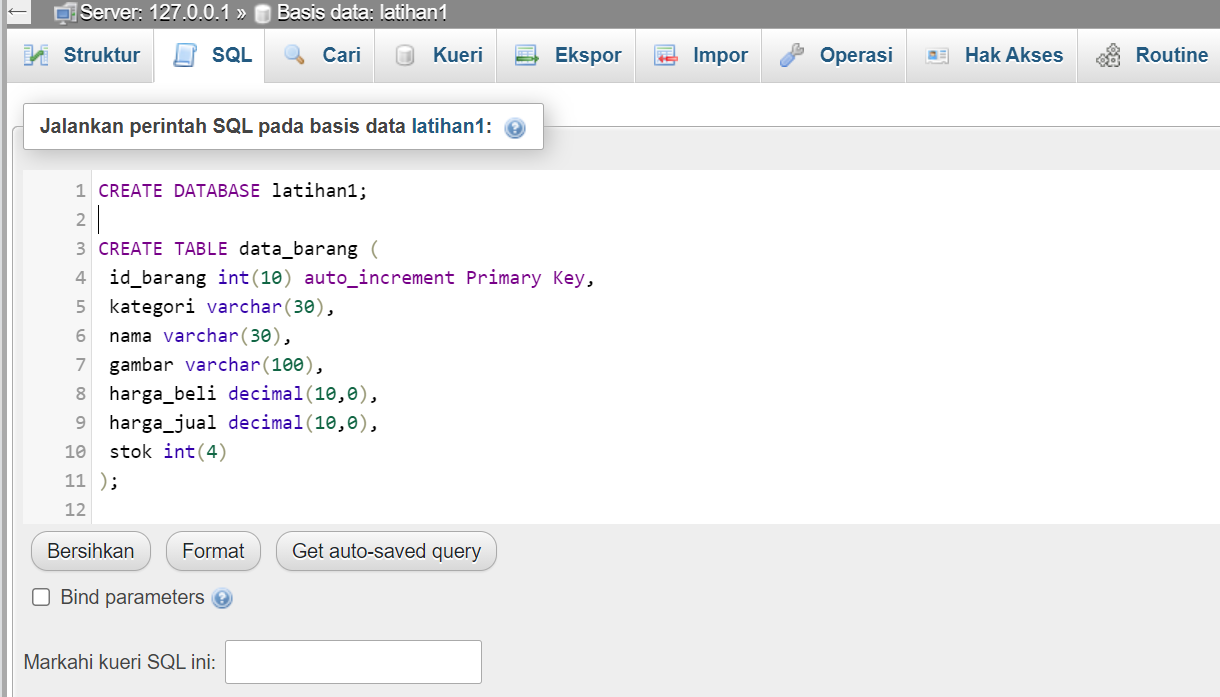 Server: 127.0.0.1 » Basis data: latihan1
Struktur SQL Cari Kueri Ekspor Impor Operasi Hak Akses Routine
Jalankan perintah SQL pada basis data latihan1:
1 CREATE DATABASE latihan1;
2
3 CREATE TABLE data_barang (
4 id_barang int(10) auto_increment Primary Key,
5 kategori varchar(30),
6 nama varchar(30),
7 gambar varchar(100),
8 harga_beli decimal(10,0),
9 harga_jual decimal(10,0),
10 stok int(4)
11 );
12
Bersihkan Format Get auto-saved query
Bind parameters
Markahi kueri SQL ini: